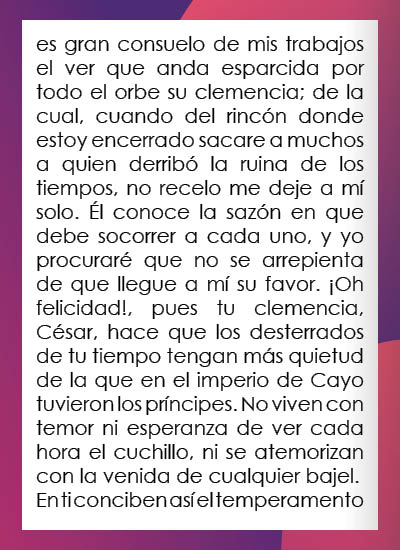 es gran consuelo de mis trabajos
el ver que anda esparcida por
todo el orbe su clemencia; de la
cual, cuando del rincón donde
estoy encerrado sacare a muchos
a quien derribó la ruina de los
tiempos, no recelo me deje a mí
solo. Él conoce la sazón en que
debe socorrer a cada uno, y yo
procuraré que no se arrepienta
de que llegue a mí su favor. ¡Oh
felicidad!, pues tu clemencia,
César, hace que los desterrados
de tu tiempo tengan más quietud
de la que en el imperio de Cayo
tuvieron los príncipes. No viven con
temor ni esperanza de ver cada
hora el cuchillo, ni se atemorizan
con la venida de cualquier bajel.
En ti conciben así el temperamento